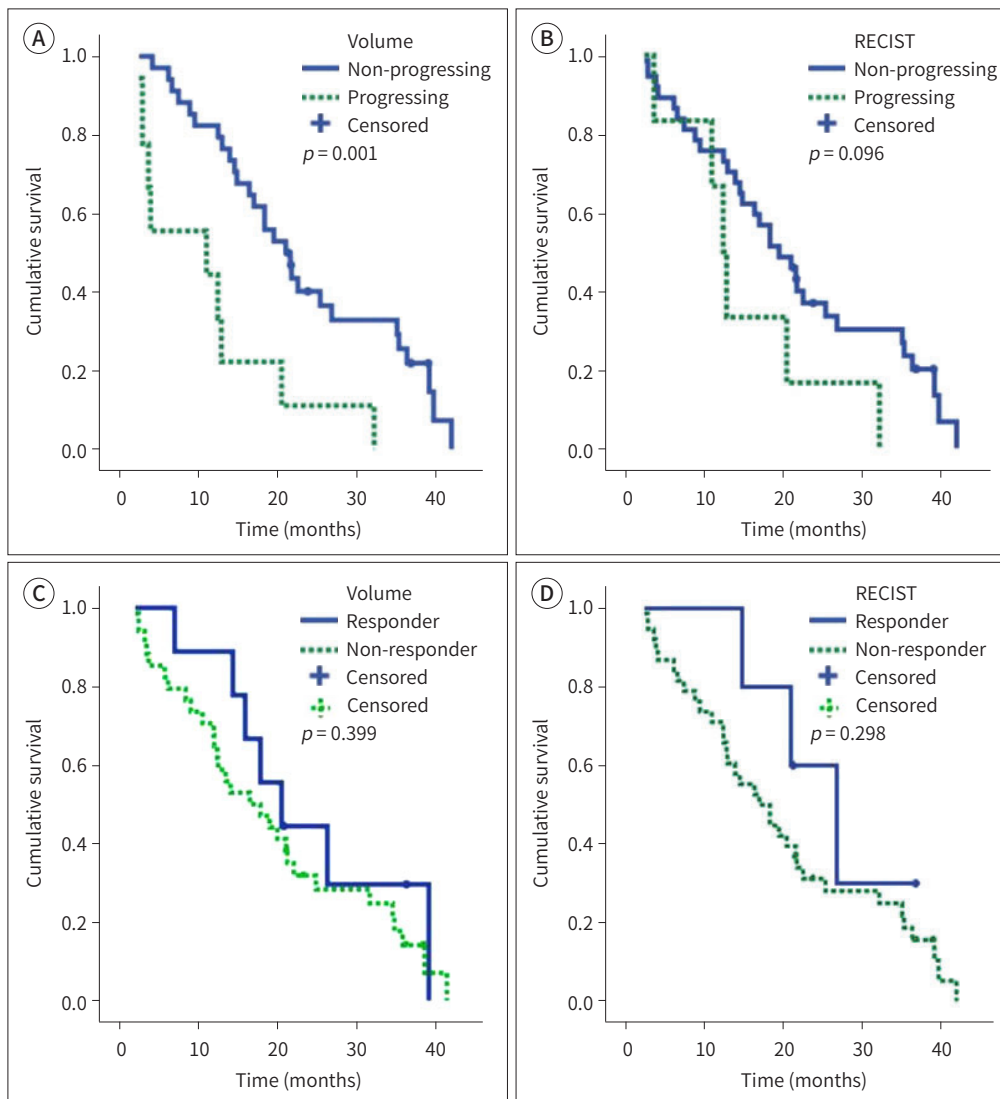 A
Volume
Non-progressing
Progressing
Censored
p = 0.001
Cumulative survival
1.0
0.8
0.6
0.4
0.2
0.0
0 10 20 30 40
Time (months)
B
RECIST
Non-progressing
Progressing
Censored
p = 0.096
Cumulative survival
1.0
0.8
0.6
0.4
0.2
0.0
0 10 20 30 40
Time (months)
C
Volume
Responder
Non-responder
Censored
Censored
p = 0.399
Cumulative survival
1.0
0.8
0.6
0.4
0.2
0.0
0 10 20 30 40
Time (months)
D
RECIST
Responder
Non-responder
Censored
Censored
p = 0.298
Cumulative survival
1.0
0.8
0.6
0.4
0.2
0.0
0 10 20 30 40
Time (months)